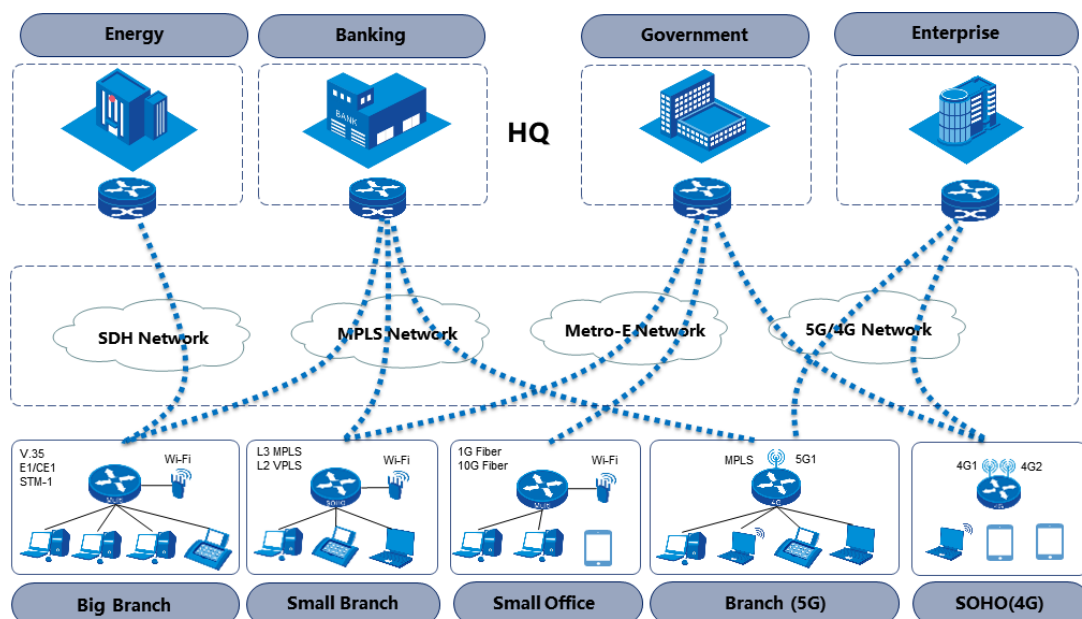 Energy
Banking
Government
Enterprise
BANK
HQ
SDH Network
MPLS Network
Metro-E Network
5G/4G Network
V.35
E1/CE1
STM-1
Wi-Fi
L3 MPLS
L2 VPLS
Wi-Fi
SOHO
1G Fiber
10G Fiber
Wi-Fi
MPLS
5G1
4G
4G1
4G2
Big Branch
Small Branch
Small Office
Branch (5G)
SOHO(4G)